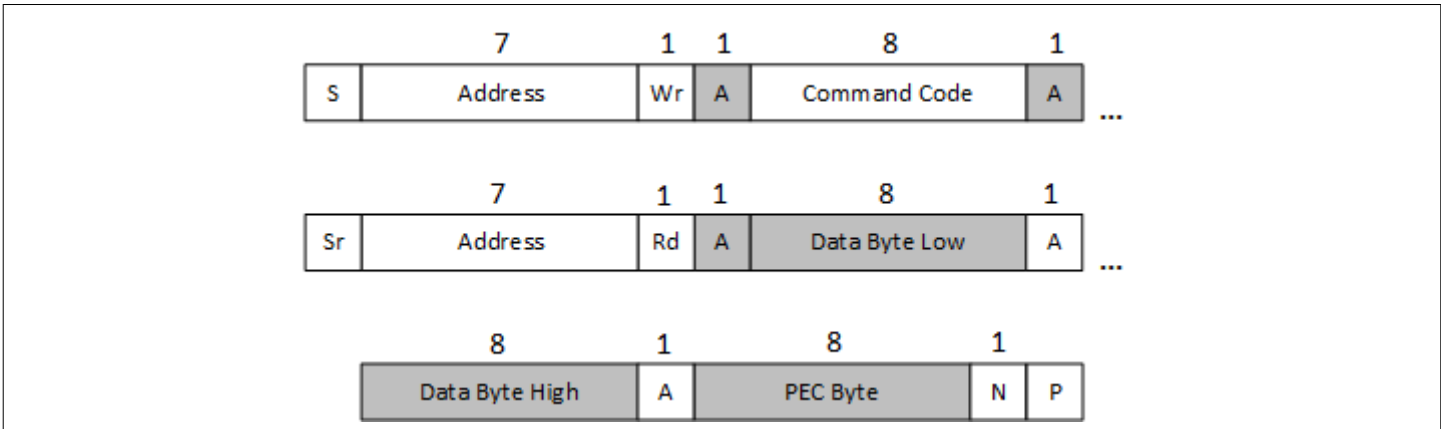 7 1 1 8 1
S Address Wr A Command Code A ...
7 1 1 8 1
Sr Address Rd A Data Byte Low A ...
8 1 8 1
Data Byte High A PEC Byte N P